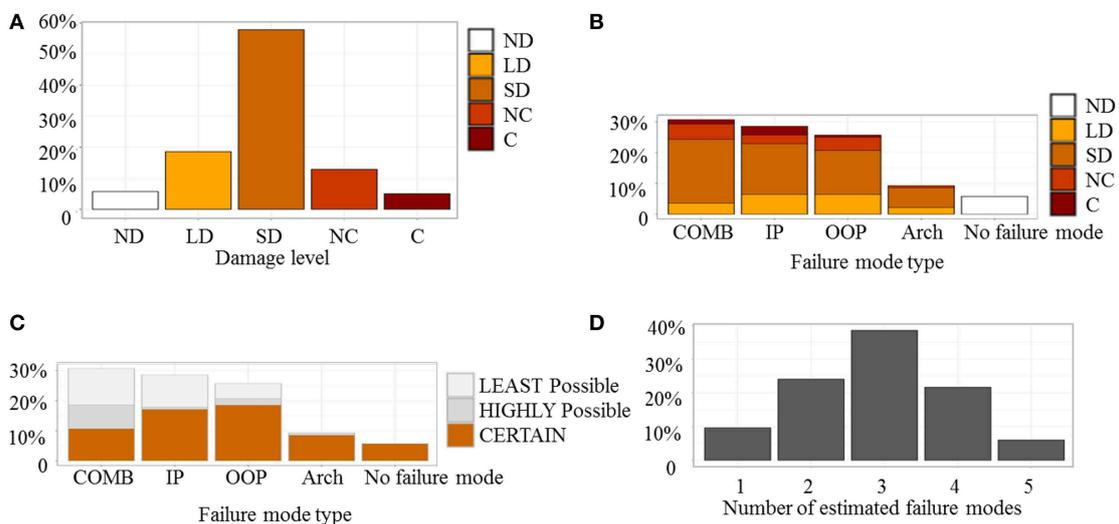 A
60%
50%
40%
30%
20%
10%
0
ND
LD
SD
NC
C
Damage level
ND
LD
SD
NC
C
B
30%
20%
10%
0
COMB
IP
OOP
Arch
No failure mode
Failure mode type
ND
LD
SD
NC
C
C
30%
20%
10%
0
COMB
IP
OOP
Arch
No failure mode
Failure mode type
LEAST Possible
HIGHLY Possible
CERTAIN
D
40%
30%
20%
10%
0
1
2
3
4
5
Number of estimated failure modes